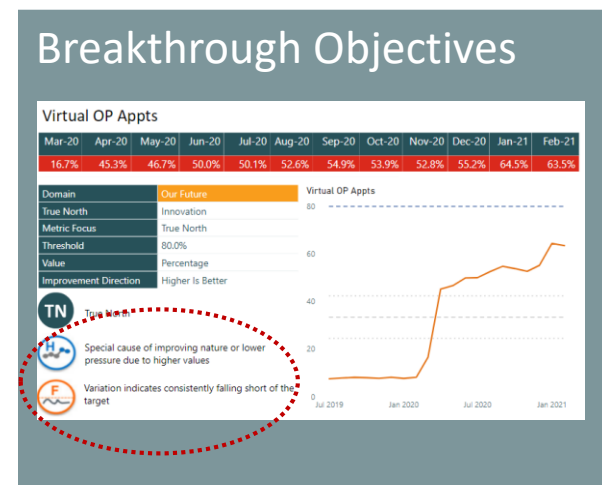 Breakthrough Objectives
Virtual OP Appts
Mar-20 Apr-20 May-20 Jun-20 Jul-20 Aug-20 Sep-20 Oct-20 Nov-20 Dec-20 Jan-21 Feb-21
16.7% 45.3% 46.7% 50.0% 50.1% 52.6% 54.9% 53.9% 52.8% 55.2% 64.5% 63.5%
Domain Our Future
True North Innovation
Metric Focus True North
Threshold 80.0%
Value Percentage
Improvement Direction Higher Is Better
TN True North
H Special cause of improving nature or lower
pressure due to higher values
F Variation indicates consistently falling short of the
target
Virtual OP Appts
80
60
40
20
0
Jul 2019 Jan 2020 Jul 2020 Jan 2021